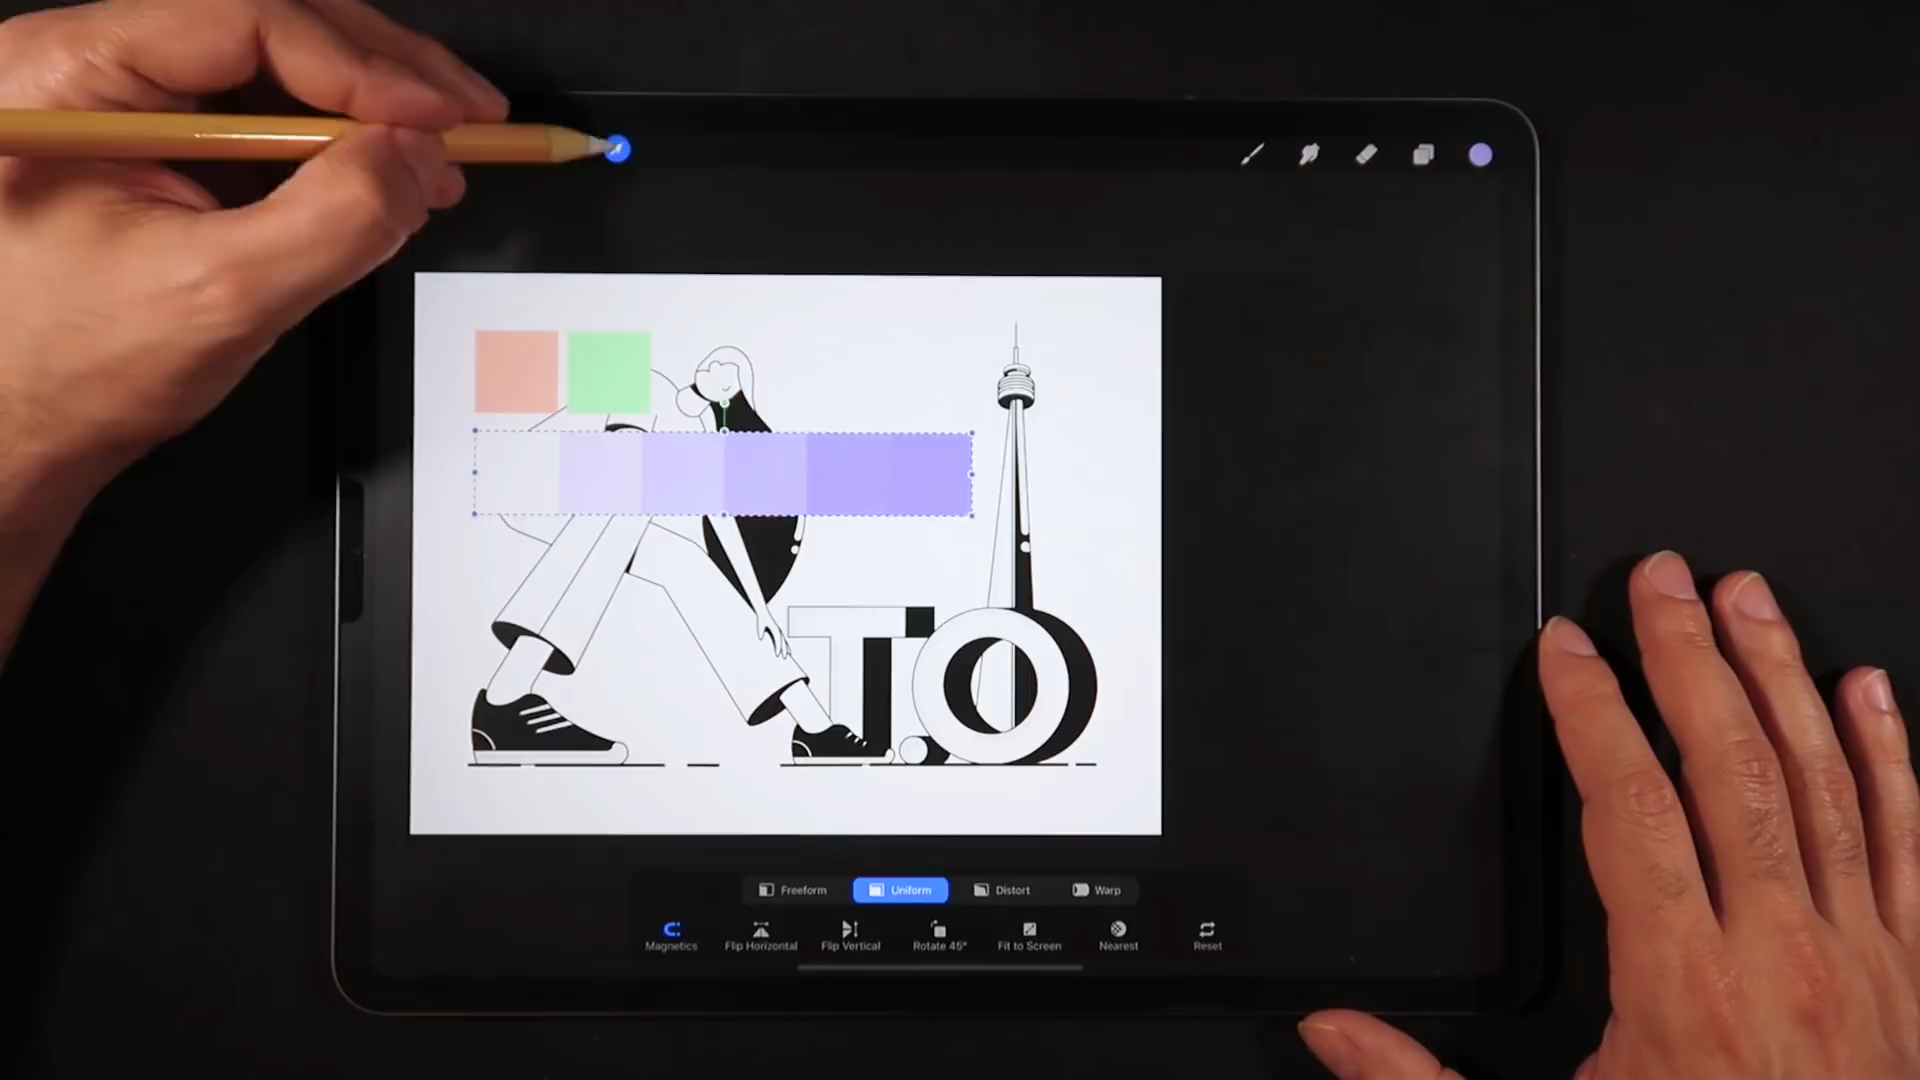 T.O
Freeform Uniform Distort Warp
Magnetics Flip Horizontal Flip Vertical Rotate 45° Fit to Screen Nearest Reset